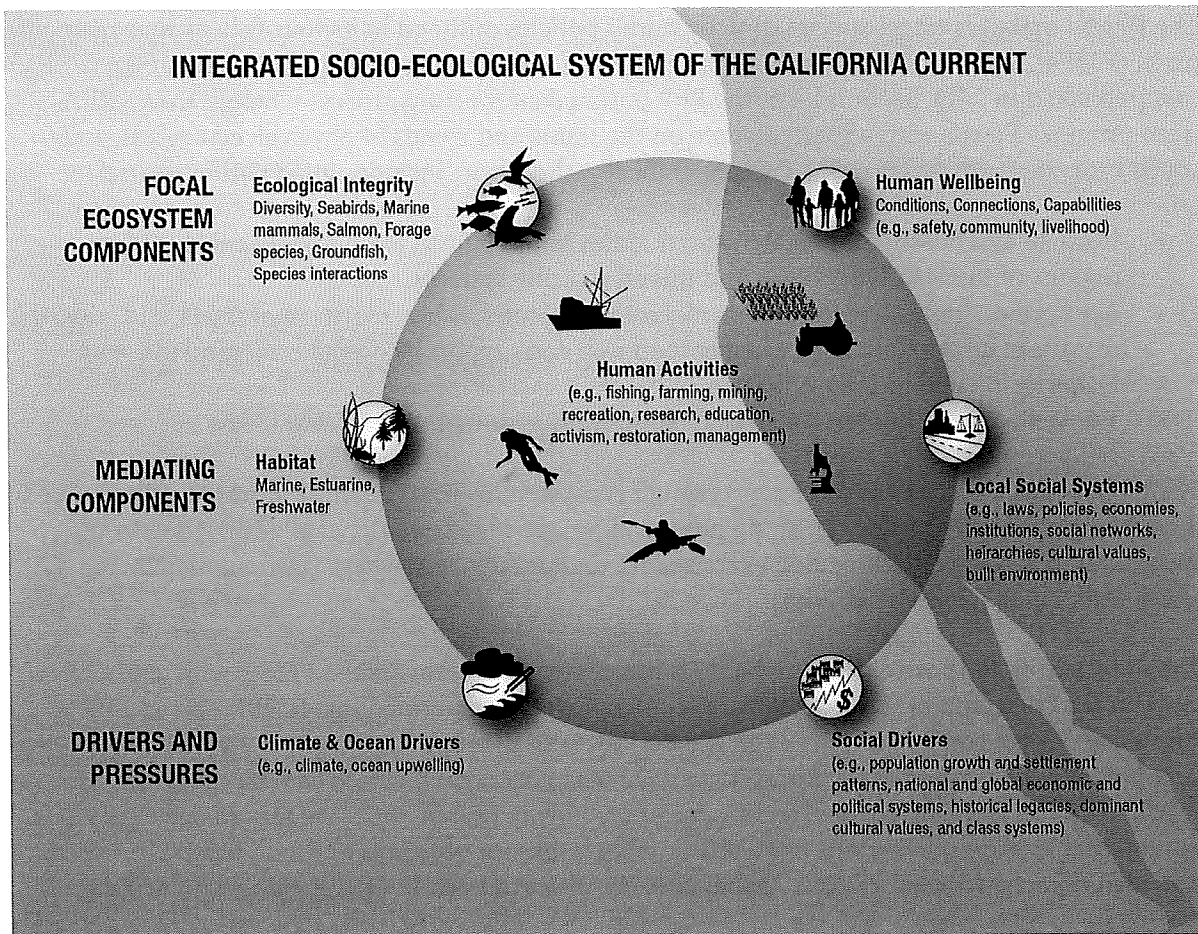 INTEGRATED SOCIO-ECOLOGICAL SYSTEM OF THE CALIFORNIA CURRENT
FOCAL
ECOSYSTEM
COMPONENTS
Ecological Integrity
Diversity, Seabirds, Marine
mammals, Salmon, Forage
species, Groundfish,
Species interactions
Human Wellbeing
Conditions, Connections, Capabilities
(e.g., safety, community, livelihood)
Human Activities
(e.g., fishing, farming, mining,
recreation, research, education,
activism, restoration, management)
MEDIATING
COMPONENTS
Habitat
Marine, Estuarine,
Freshwater
Local Social Systems
(e.g., laws, policies, economies,
institutions, social networks,
heirarchies, cultural values,
built environment)
DRIVERS AND
PRESSURES
Climate & Ocean Drivers
(e.g., climate, ocean upwelling)
$
Social Drivers
(e.g., population growth and settlement
patterns, national and global economic and
political systems, historical legacies, dominant
cultural values, and class systems)